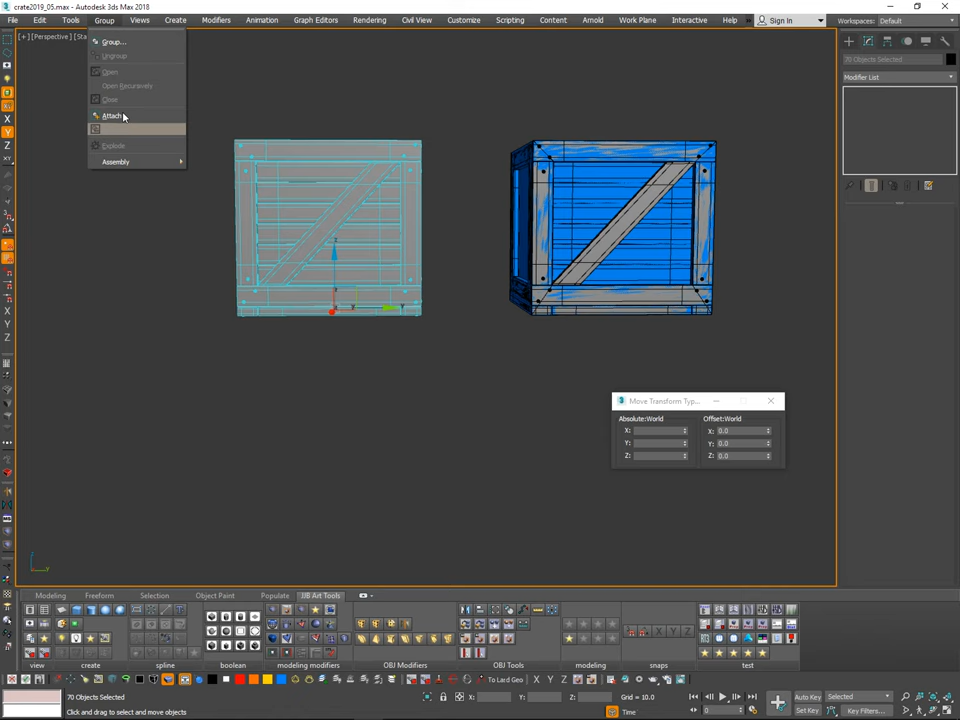 crate2019_05.max - Autodesk 3ds Max 2018
File Edit Tools Group Views Create Modifiers Animation Graph Editors Rendering Civil View Customize Scripting Content Arnold Work Plane Interactive Help Sign In Workspaces: Default
[+] [Perspective]
Group...
Ungroup
Open
Open Recursively
Close
Attach
Explode
Assembly
70 Objects Selected
Modifier List
X
Y
Z
XY
Move Transform Typ...
Absolute:World Offset:World
X: X: 0.0
Y: Y: 0.0
Z: Z: 0.0
X
Y
Z
Modeling Freeform Selection Object Paint Populate JJB Art Tools
view create spline boolean modeling modifiers OBJ Modifiers OBJ Tools modeling snaps test
To Lard Geo X Y Z
70 Objects Selected X: Y: Z: Grid = 10.0 Auto Key Selected
Click and drag to select and move objects Time 0 Set Key Key Filters...